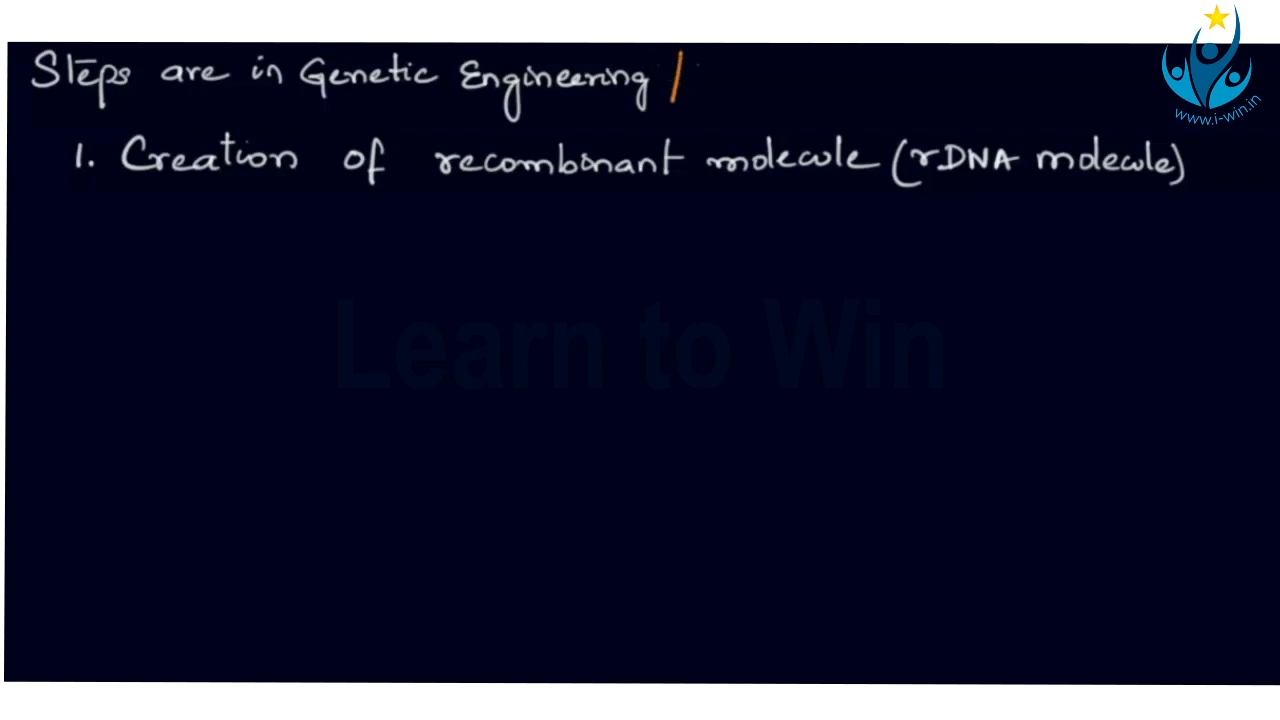 Steps are in Genetic Engineering /
1. Creation of recombinant molecule (rDNA molecule)
Learn to Win
www.i-win.in